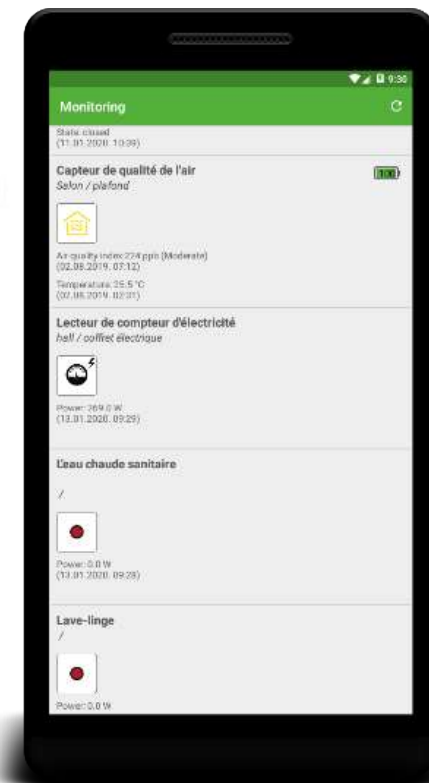 9:30
Monitoring
State: closed
(11.01.2020. 10:39)
Capteur de qualité de l'air
100
Salon / plafond
Air quality index: 224 ppb (Moderate)
(02.08.2019. 07:12)
Temperature: 25.5 °C
(02.08.2019. 02:31)
Lecteur de compteur d'électricité
hall / coffret électrique
Power: 269.0 W
(13.01.2020. 09:29)
L'eau chaude sanitaire
/
Power: 0.0 W
(13.01.2020. 09:28)
Lave-linge
/
Power: 0.0 W